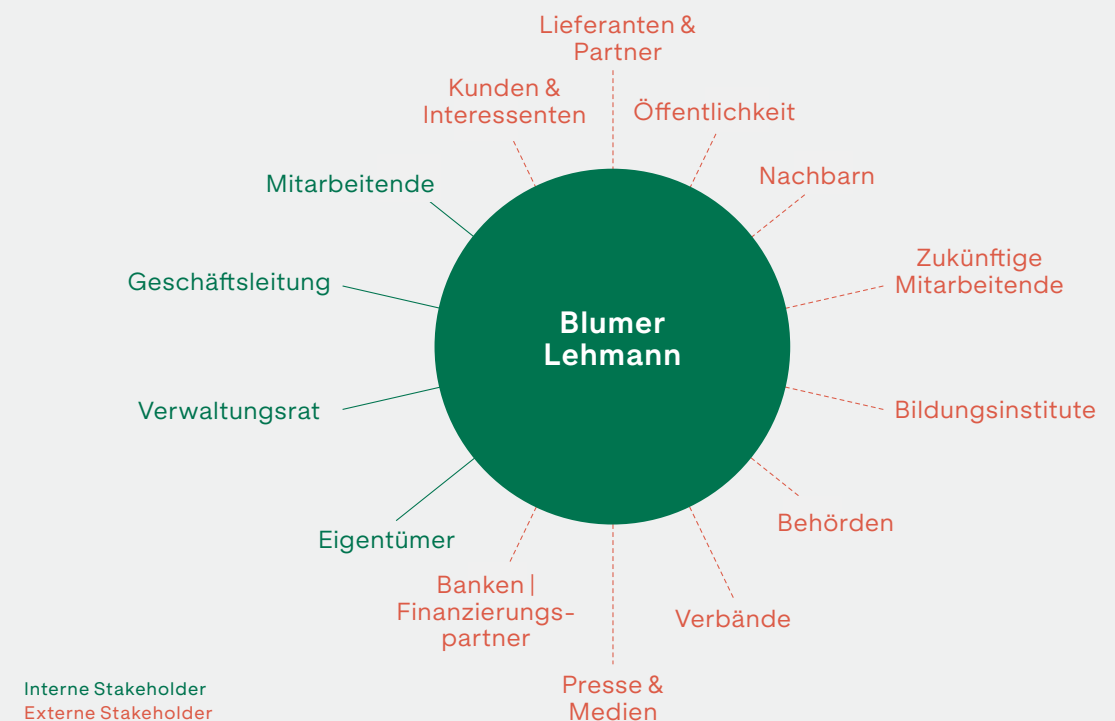 Lieferanten &
Partner
Kunden &
Interessenten
Öffentlichkeit
Nachbarn
Mitarbeitende
Zukünftige
Mitarbeitende
Geschäftsleitung
Blumer
Lehmann
Verwaltungsrat
Bildungsinstitute
Behörden
Eigentümer
Banken |
Finanzierungs-
partner
Verbände
Presse &
Medien
Interne Stakeholder
Externe Stakeholder